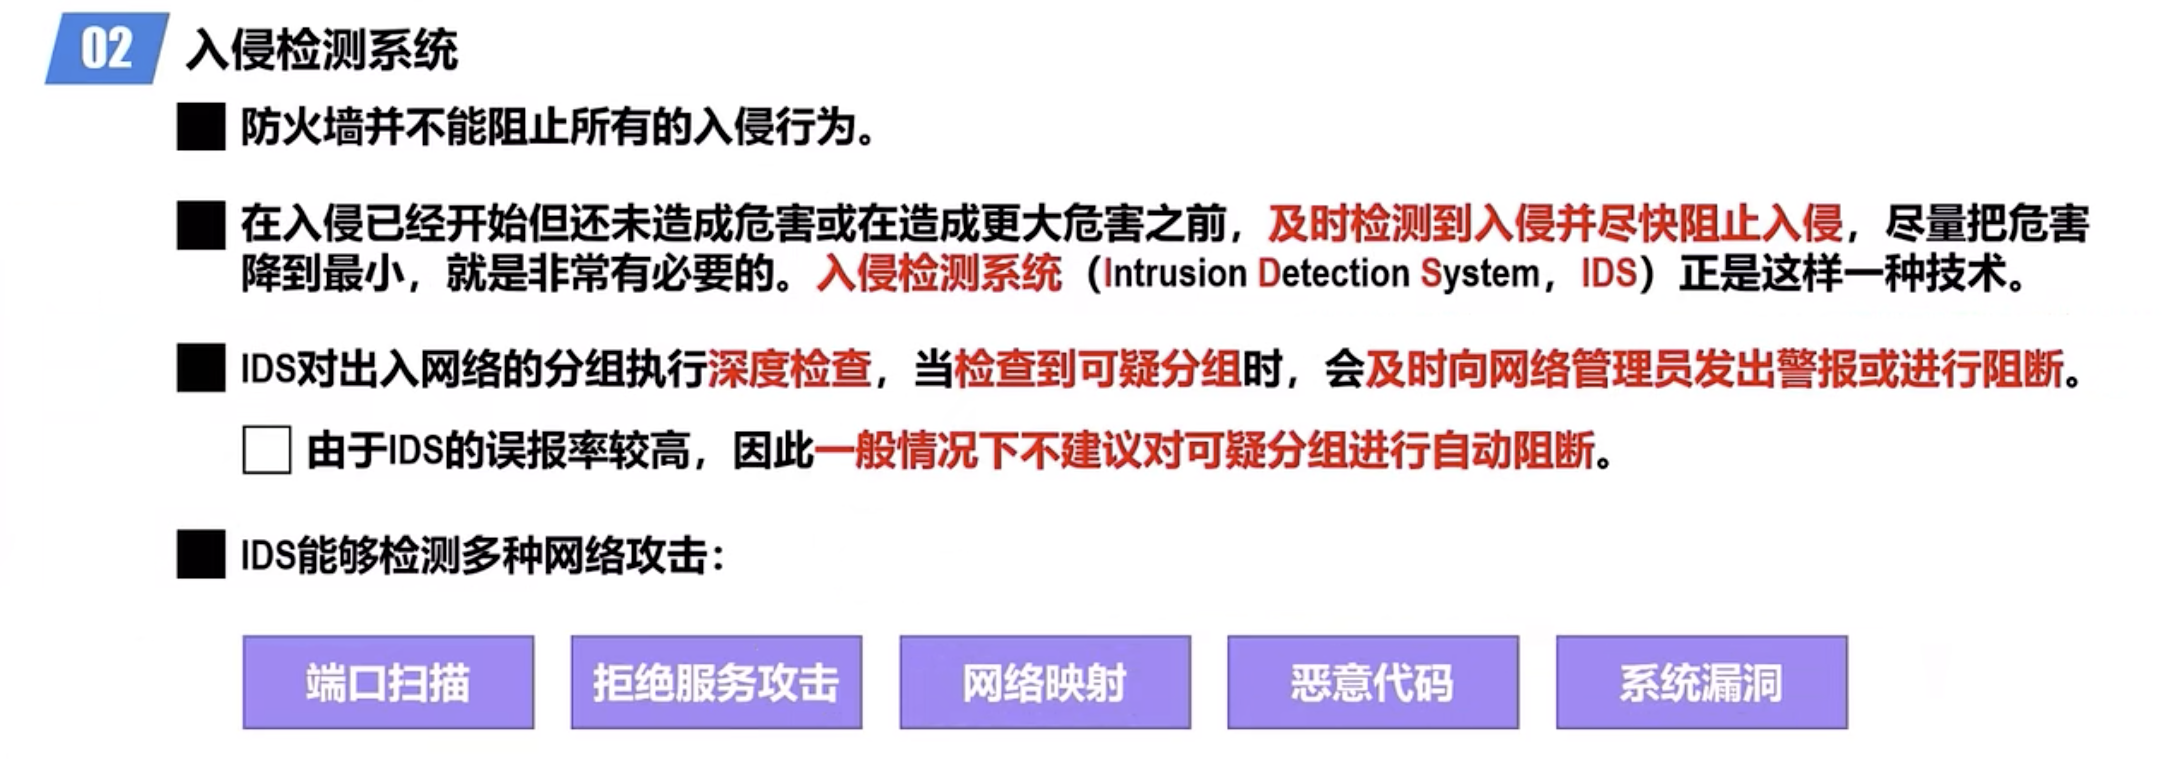 02 入侵检测系统
防火墙并不能阻止所有的入侵行为。
在入侵已经开始但还未造成危害或在造成更大危害之前，及时检测到入侵并尽快阻止入侵，尽量把危害
降到最小，就是非常有必要的。入侵检测系统（Intrusion Detection System，IDS）正是这样一种技术。
IDS对出入网络的分组执行深度检查，当检查到可疑分组时，会及时向网络管理员发出警报或进行阻断。
由于IDS的误报率较高，因此一般情况下不建议对可疑分组进行自动阻断。
IDS能够检测多种网络攻击：
端口扫描 拒绝服务攻击 网络映射 恶意代码 系统漏洞